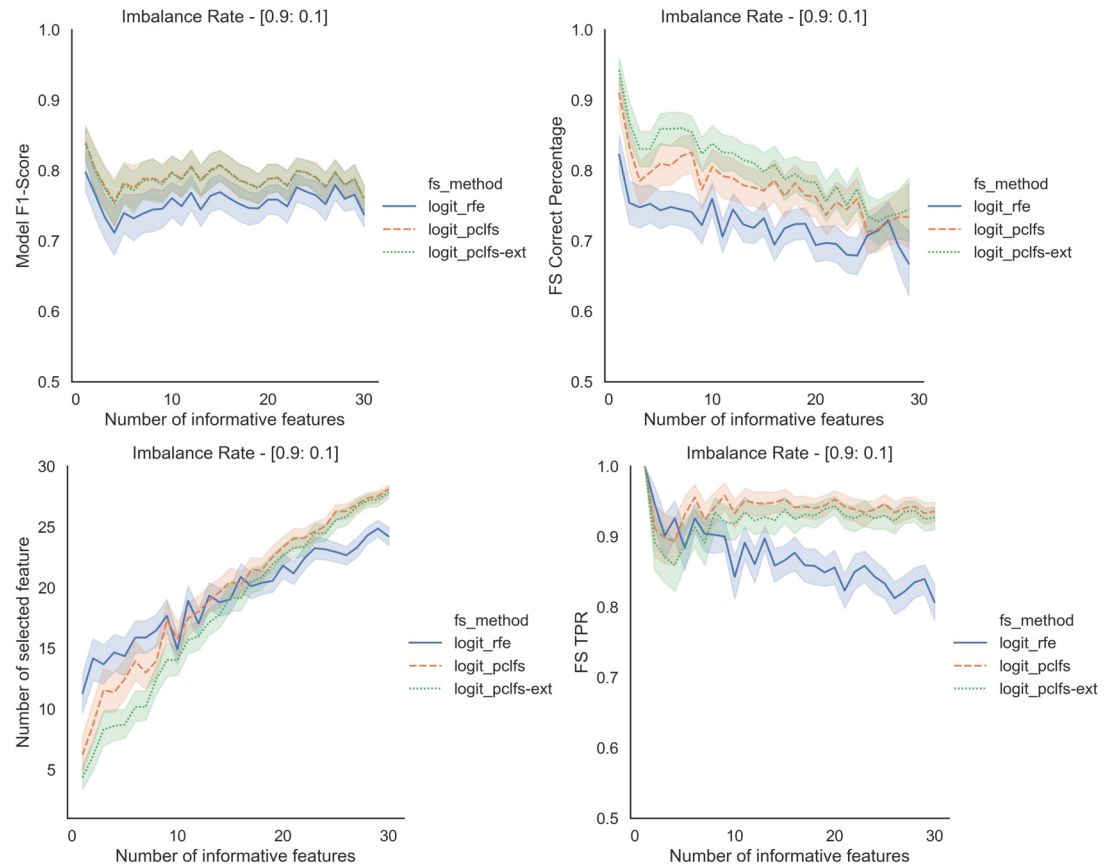 Imbalance Rate - [0.9: 0.1]
1.0
0.9
0.8
0.7
0.6
0.5
Model F1-Score
0
10
20
30
Number of informative features
fs_method
logit_rfe
logit_pclfs
logit_pclfs-ext
Imbalance Rate - [0.9: 0.1]
1.0
0.9
0.8
0.7
0.6
0.5
FS Correct Percentage
0
10
20
30
Number of informative features
fs_method
logit_rfe
logit_pclfs
logit_pclfs-ext
Imbalance Rate - [0.9: 0.1]
30
25
20
15
10
5
Number of selected feature
0
10
20
30
Number of informative features
fs_method
logit_rfe
logit_pclfs
logit_pclfs-ext
Imbalance Rate - [0.9: 0.1]
1.0
0.9
0.8
0.7
0.6
0.5
FS TPR
0
10
20
30
Number of informative features
fs_method
logit_rfe
logit_pclfs
logit_pclfs-ext